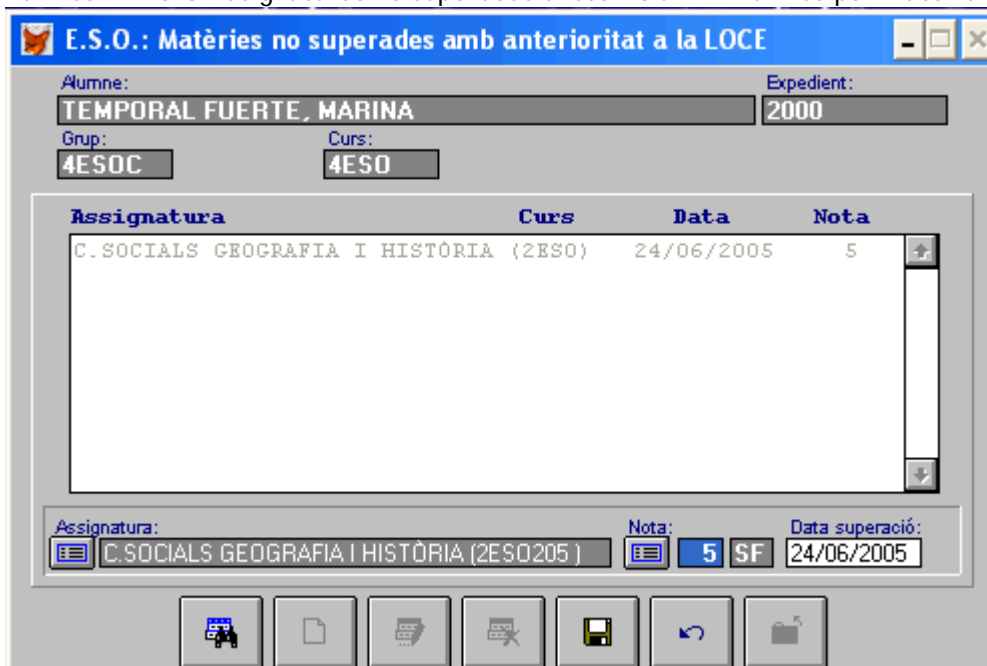 E.S.O.: Matèries no superades amb anterioritat a la LOCE
Alumne: Expedient:
TEMPORAL FUERTE, MARINA 2000
Grup: Curs:
4ESOC 4ESO
Assignatura Curs Data Nota
C.SOCIALS GEOGRAFIA I HISTÒRIA (2ESO) 24/06/2005 5
Assignatura: Nota: Data superació:
C.SOCIALS GEOGRAFIA I HISTÒRIA (2ESO205 ) 5 SF 24/06/2005